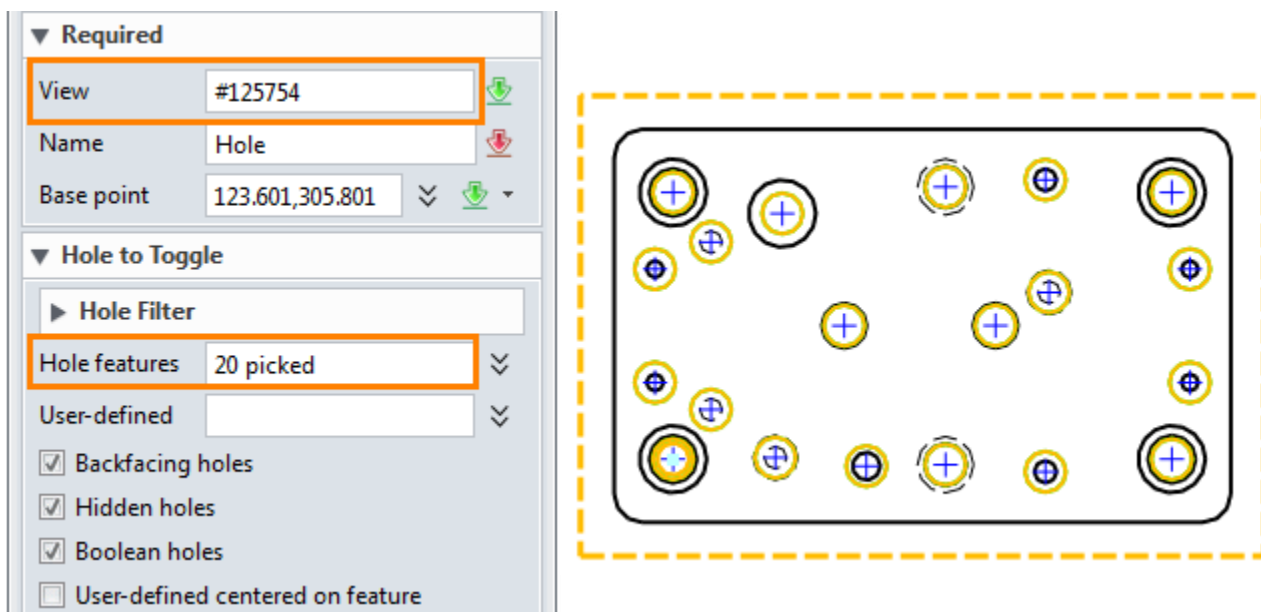 Required
View #125754
Name Hole
Base point 123.601,305.801
Hole to Toggle
Hole Filter
Hole features 20 picked
User-defined
Backfacing holes
Hidden holes
Boolean holes
User-defined centered on feature